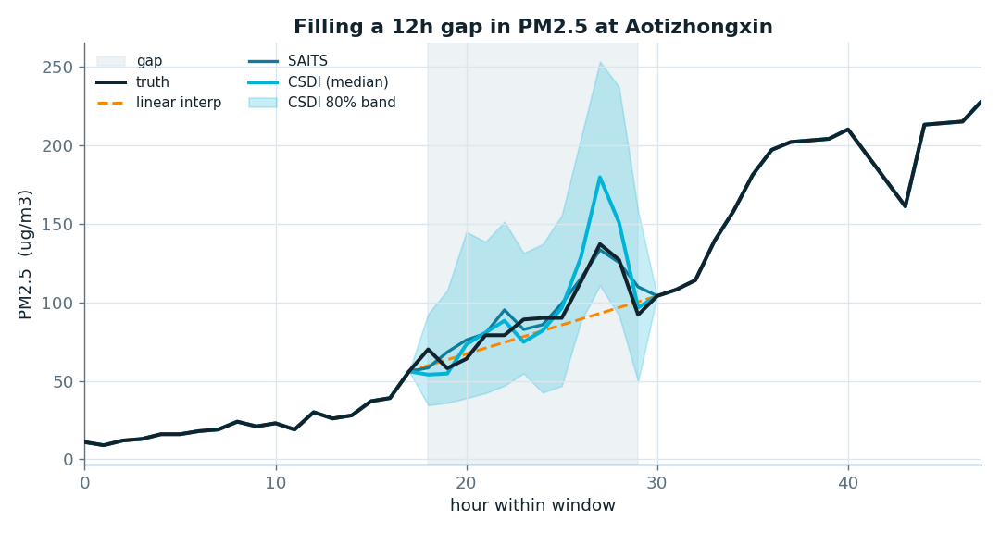 Filling a 12h gap in PM2.5 at Aotizhongxin
gap
truth
linear interp
SAITS
CSDI (median)
CSDI 80% band
PM2.5 (ug/m3)
250
200
150
100
50
0
0 10 20 30 40
hour within window